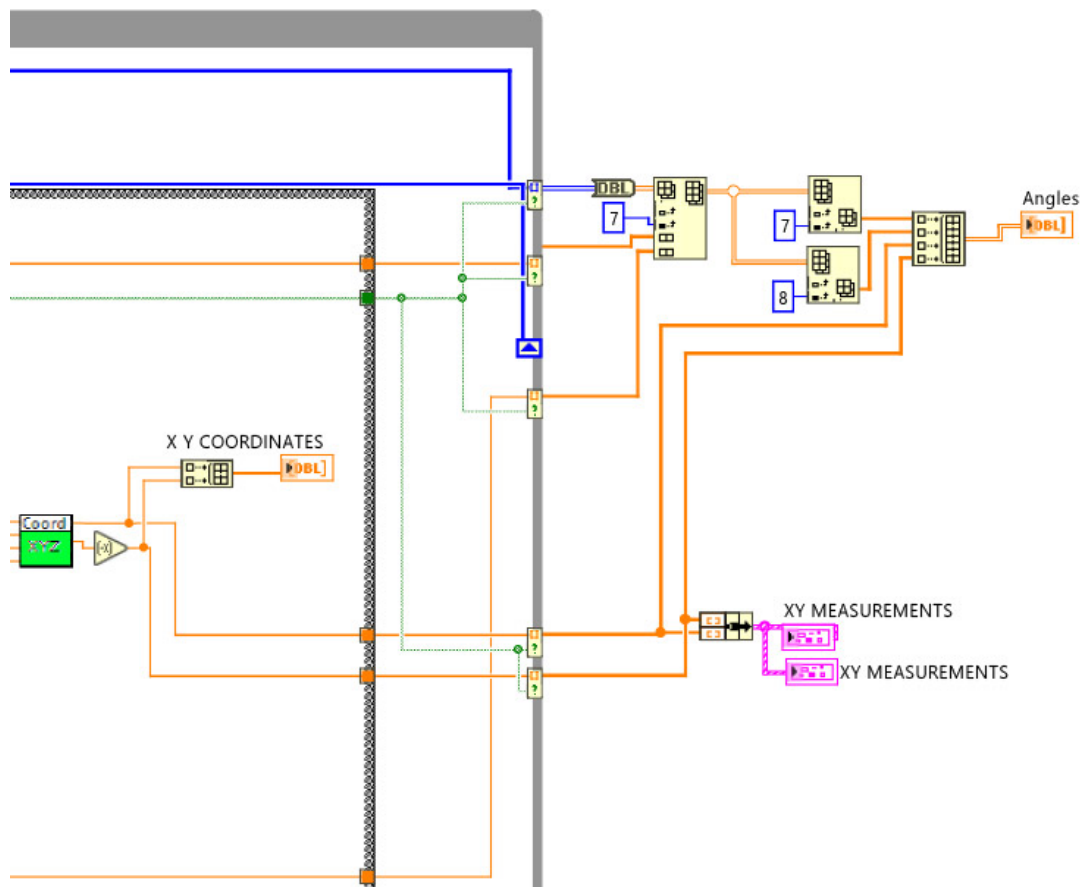 Angles
DBL
7
7
DBL]
8
X Y COORDINATES
DBL]
Coord
XYZ
-X
XY MEASUREMENTS
XY MEASUREMENTS